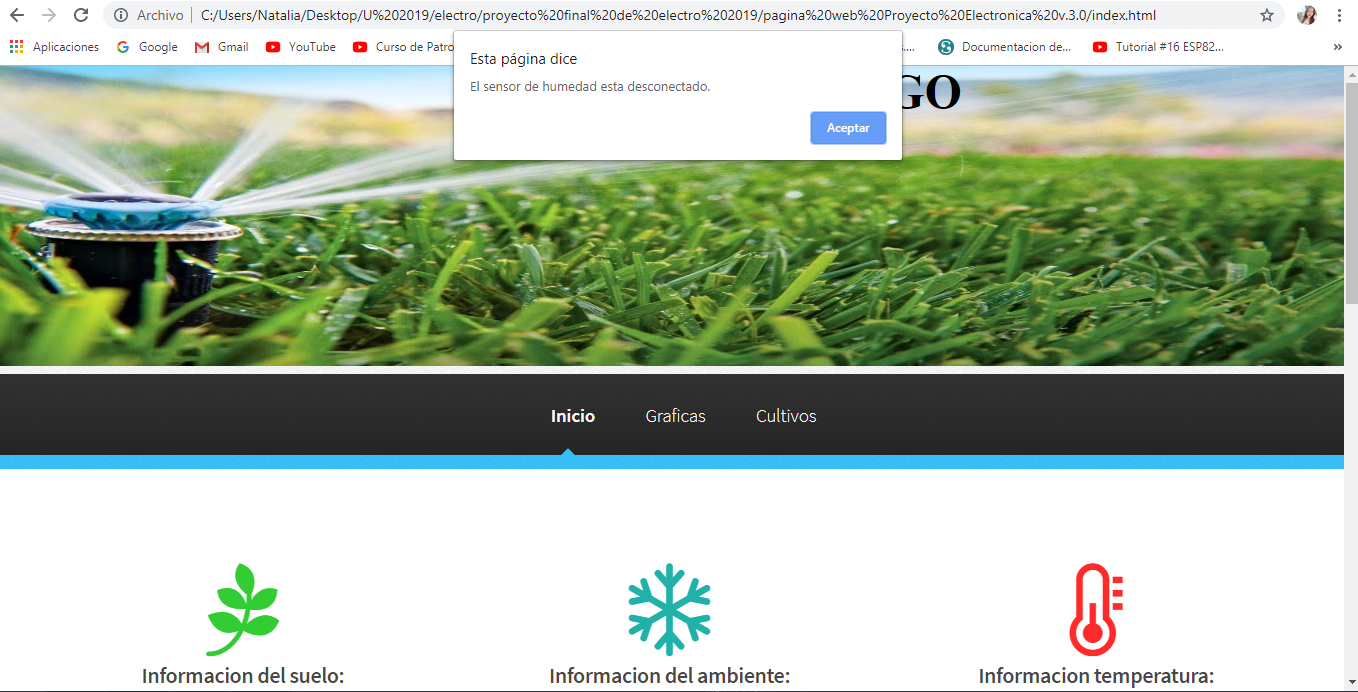 Archivo | C:/Users/Natalia/Desktop/U%202019/electro/proyecto%20final%20de%20electro%202019/pagina%20web%20Proyecto%20Electronica%20v.3.0/index.html
Aplicaciones Google Gmail YouTube Curso de Patro Documentacion de... Tutorial #16 ESP82... »
Esta página dice
El sensor de humedad esta desconectado.
Aceptar
GO
Inicio Graficas Cultivos
Informacion del suelo: Informacion del ambiente: Informacion temperatura: